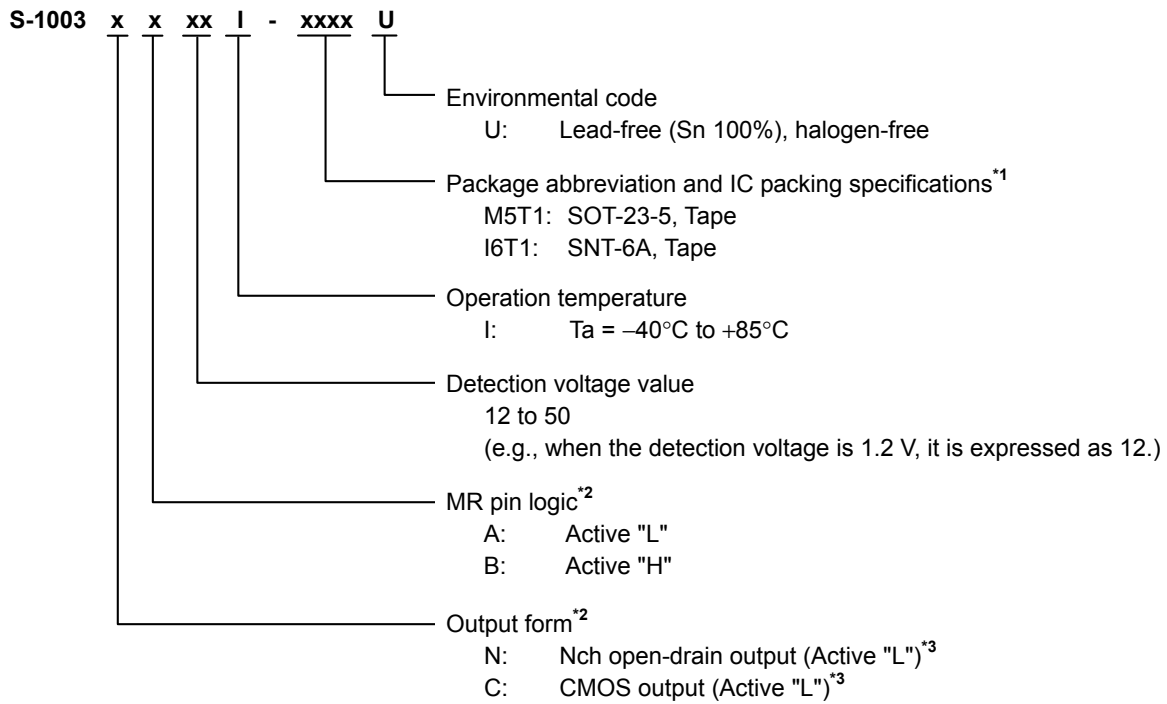 S-1003 x x xx I - xxxx U
Environmental code
U: Lead-free (Sn 100%), halogen-free
Package abbreviation and IC packing specifications*1
M5T1: SOT-23-5, Tape
I6T1: SNT-6A, Tape
Operation temperature
I: Ta = −40°C to +85°C
Detection voltage value
12 to 50
(e.g., when the detection voltage is 1.2 V, it is expressed as 12.)
MR pin logic*2
A: Active "L"
B: Active "H"
Output form*2
N: Nch open-drain output (Active "L")*3
C: CMOS output (Active "L")*3